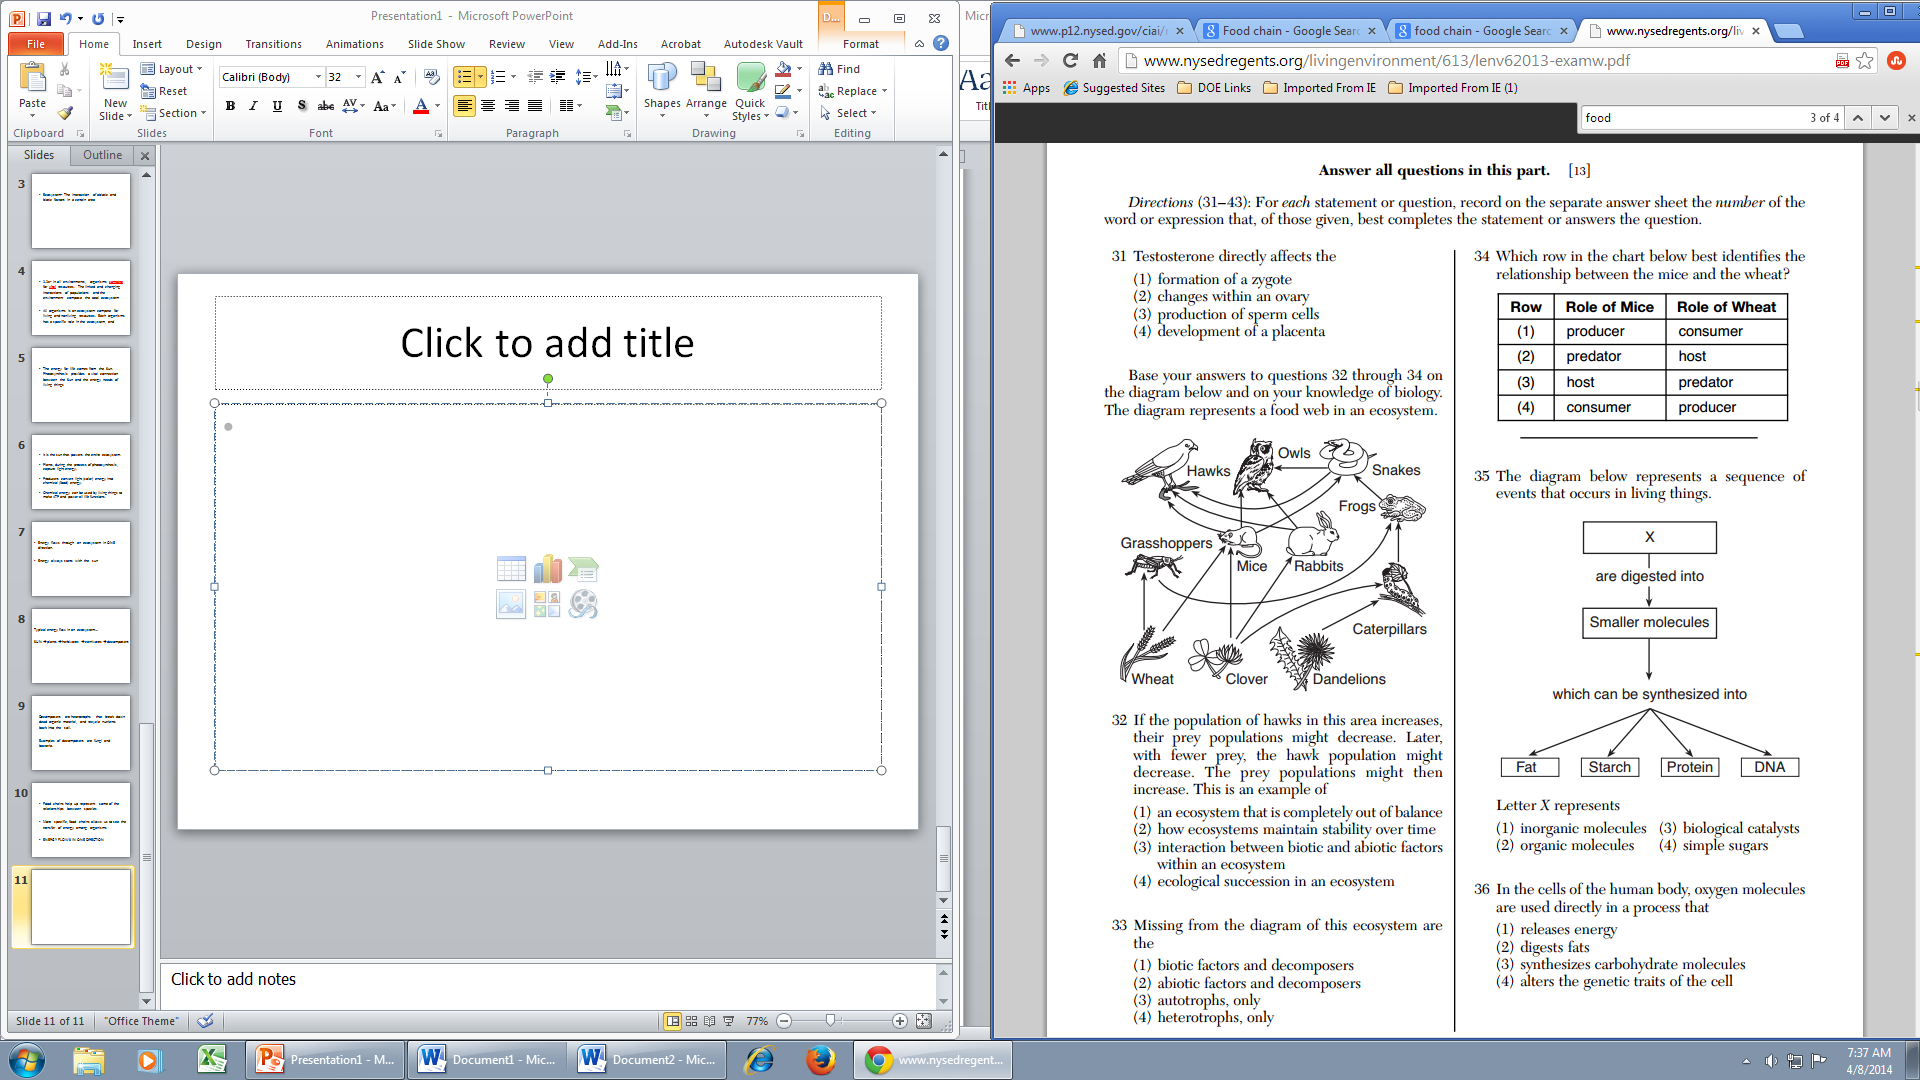 Presentation1 - Microsoft PowerPoint
D...
Micr
File
Home
Insert
Design
Transitions
Animations
Slide Show
Review
View
Add-Ins
Acrobat
Autodesk Vault
Format
Paste
Clipboard
New
Slide
Layout
Reset
Section
Slides
Calibri (Body)
32
Font
Paragraph
Shapes
Arrange
Quick
Styles
Drawing
Find
Replace
Select
Editing
Slides
Outline
3
4
5
6
7
8
9
10
11
Click to add title
Click to add notes
Slide 11 of 11
"Office Theme"
77%
www.p12.nysed.gov/ciai/
Food chain - Google Searc
food chain - Google Searc
www.nysedregents.org/liv
www.nysedregents.org/livingenvironment/613/lenv62013-examw.pdf
Apps
Suggested Sites
DOE Links
Imported From IE
Imported From IE (1)
food
3 of 4
Answer all questions in this part. [13]
Directions (31–43): For each statement or question, record on the separate answer sheet the number of the
word or expression that, of those given, best completes the statement or answers the question.
31 Testosterone directly affects the
(1) formation of a zygote
(2) changes within an ovary
(3) production of sperm cells
(4) development of a placenta
Base your answers to questions 32 through 34 on
the diagram below and on your knowledge of biology.
The diagram represents a food web in an ecosystem.
Hawks
Owls
Snakes
Frogs
Grasshoppers
Mice
Rabbits
Caterpillars
Wheat
Clover
Dandelions
32 If the population of hawks in this area increases,
their prey populations might decrease. Later,
with fewer prey, the hawk population might
decrease. The prey populations might then
increase. This is an example of
(1) an ecosystem that is completely out of balance
(2) how ecosystems maintain stability over time
(3) interaction between biotic and abiotic factors
within an ecosystem
(4) ecological succession in an ecosystem
33 Missing from the diagram of this ecosystem are
the
(1) biotic factors and decomposers
(2) abiotic factors and decomposers
(3) autotrophs, only
(4) heterotrophs, only
34 Which row in the chart below best identifies the
relationship between the mice and the wheat?
Row Role of Mice Role of Wheat
(1) producer consumer
(2) predator host
(3) host predator
(4) consumer producer
35 The diagram below represents a sequence of
events that occurs in living things.
X
are digested into
Smaller molecules
which can be synthesized into
Fat Starch Protein DNA
Letter X represents
(1) inorganic molecules (3) biological catalysts
(2) organic molecules (4) simple sugars
36 In the cells of the human body, oxygen molecules
are used directly in a process that
(1) releases energy
(2) digests fats
(3) synthesizes carbohydrate molecules
(4) alters the genetic traits of the cell
Presentation1 - M...
Document1 - Mic...
Document2 - Mic...
www.nysedregent...
7:37 AM
4/8/2014